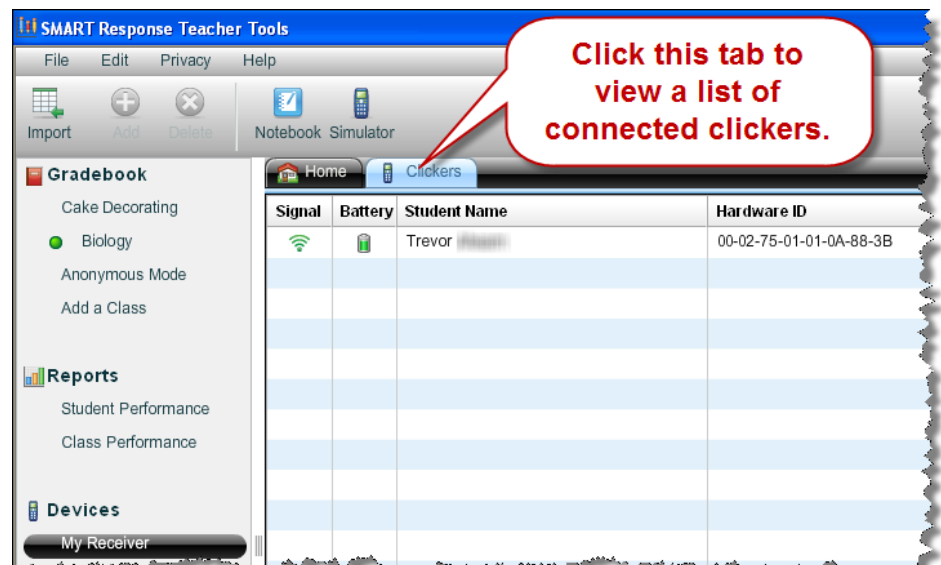 SMART Response Teacher Tools
File Edit Privacy Help
Import Add Delete Notebook Simulator
Click this tab to
view a list of
connected clickers.
Home Clickers
Gradebook
Cake Decorating
Biology
Anonymous Mode
Add a Class
Reports
Student Performance
Class Performance
Devices
My Receiver
Signal Battery Student Name Hardware ID
Trevor 00-02-75-01-01-0A-88-3B